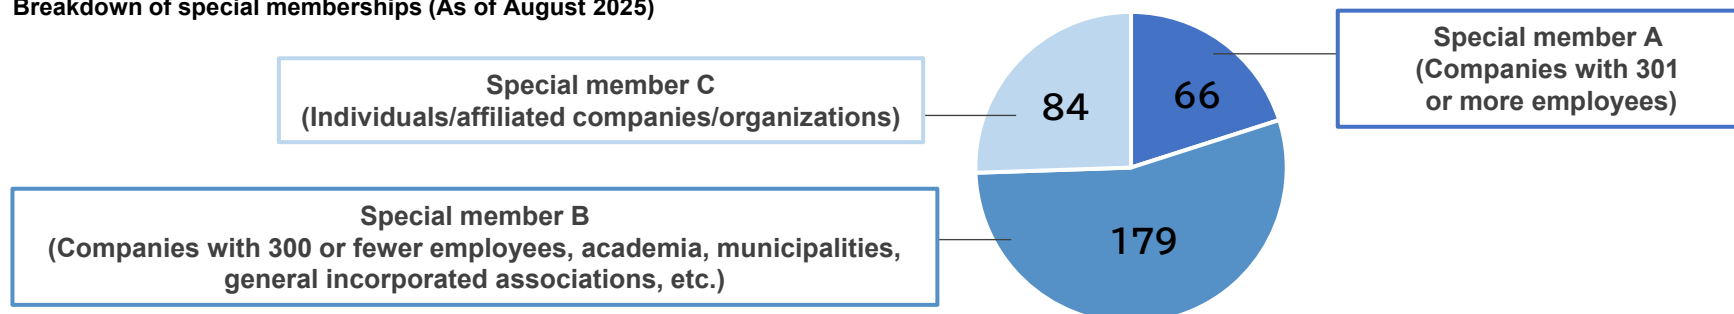 Breakdown of special memberships (As of August 2025)
Special member A
(Companies with 301
or more employees)
Special member C
(Individuals/affiliated companies/organizations)
84
66
Special member B
(Companies with 300 or fewer employees, academia, municipalities,
general incorporated associations, etc.)
179